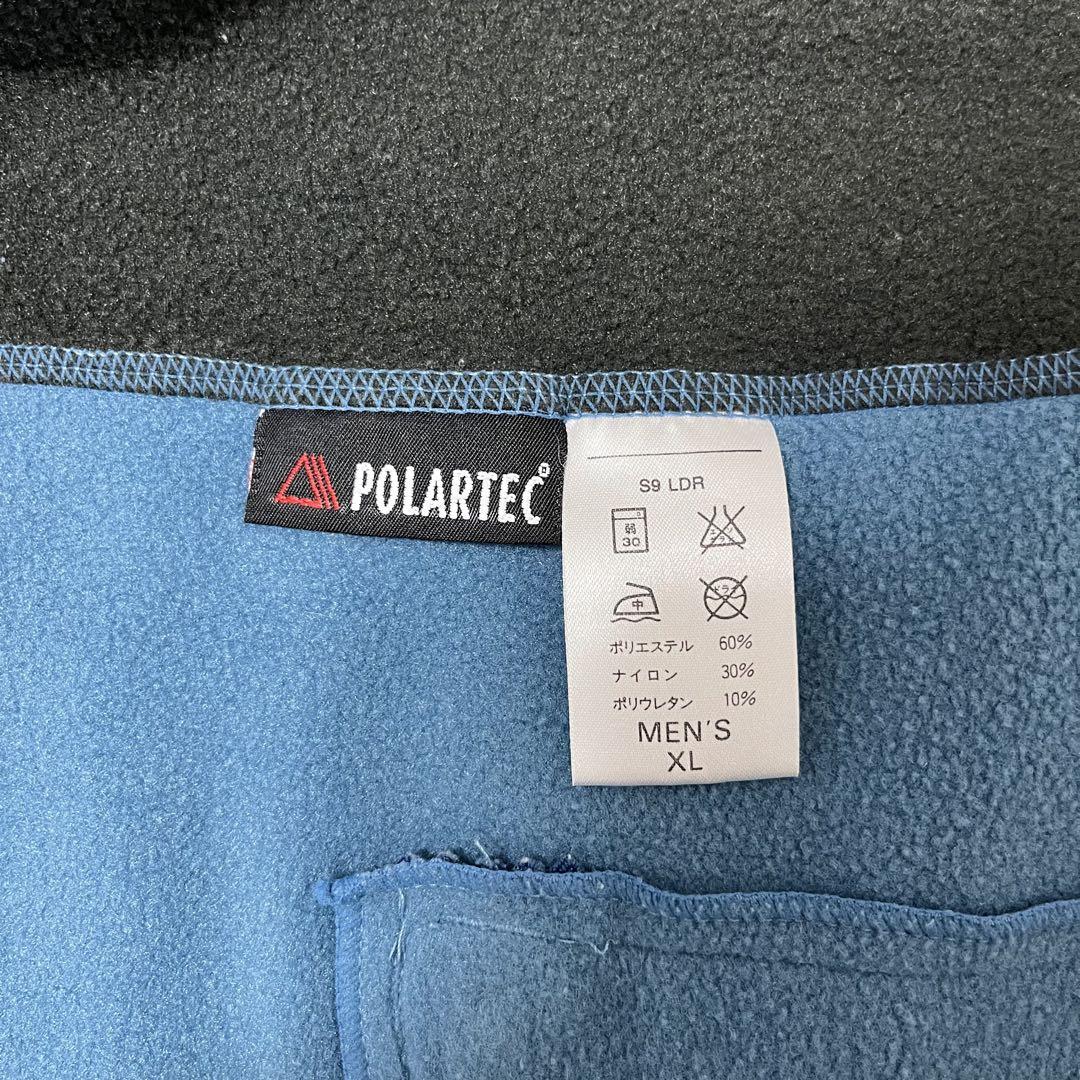 POLARTEC
S9 LDR
弱
30
中
ポリエステル 60%
ナイロン 30%
ポリウレタン 10%
MEN'S
XL